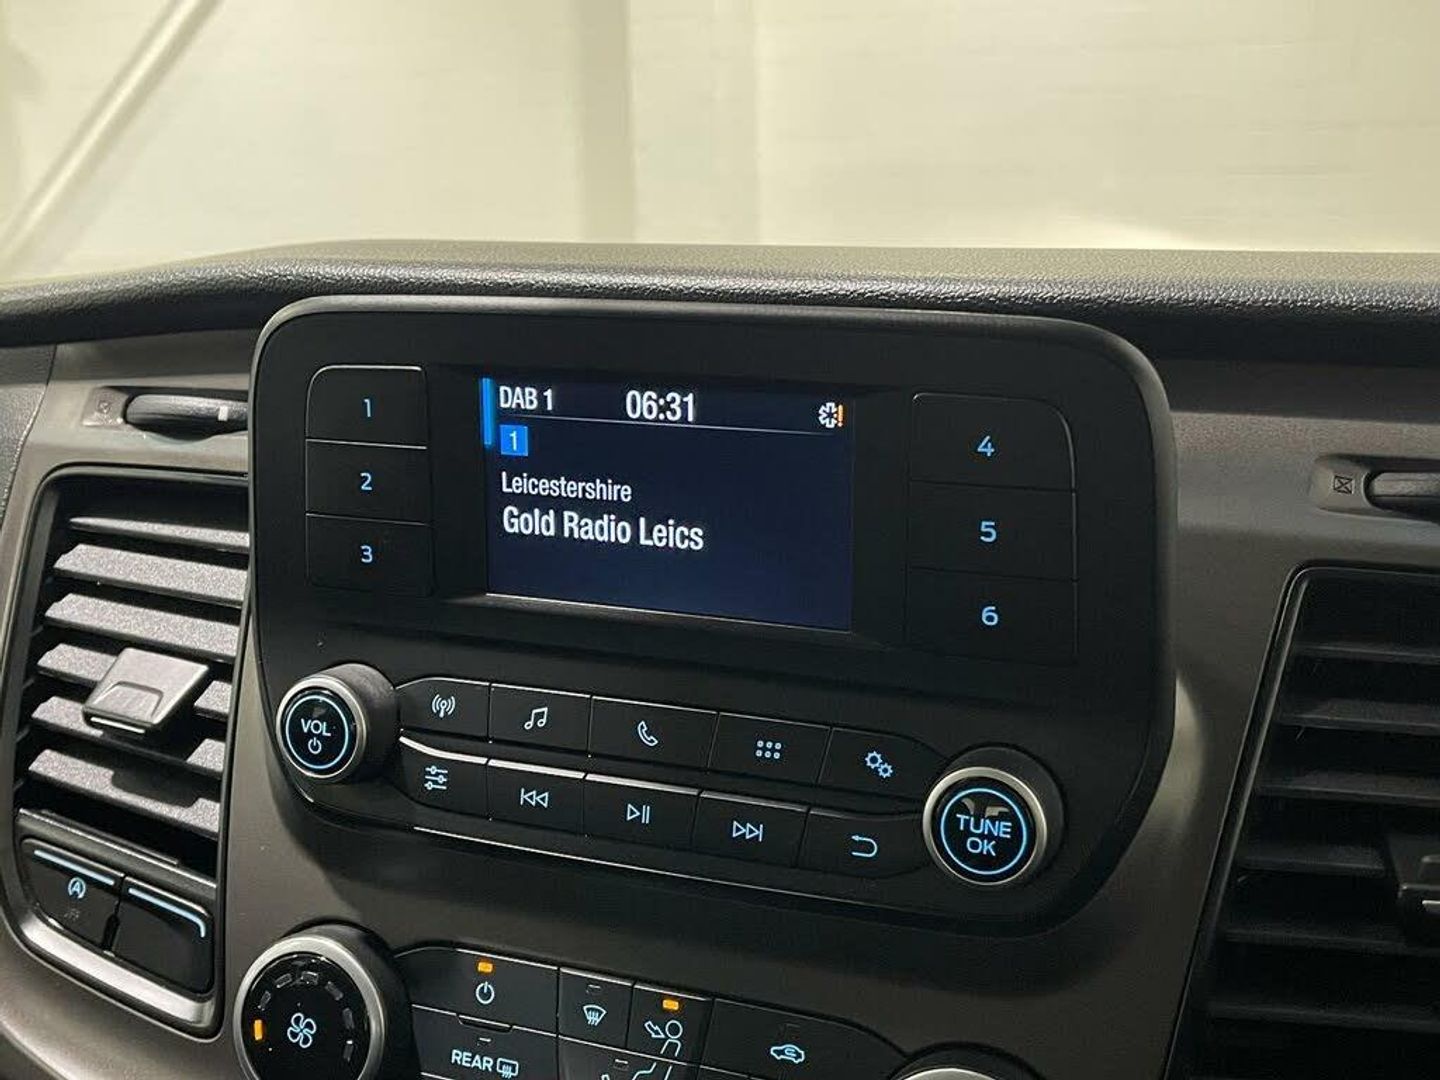 DAB 1 06:31
1
Leicestershire
Gold Radio Leics
1
2
3
4
5
6
VOL
TUNE
OK
A
REAR